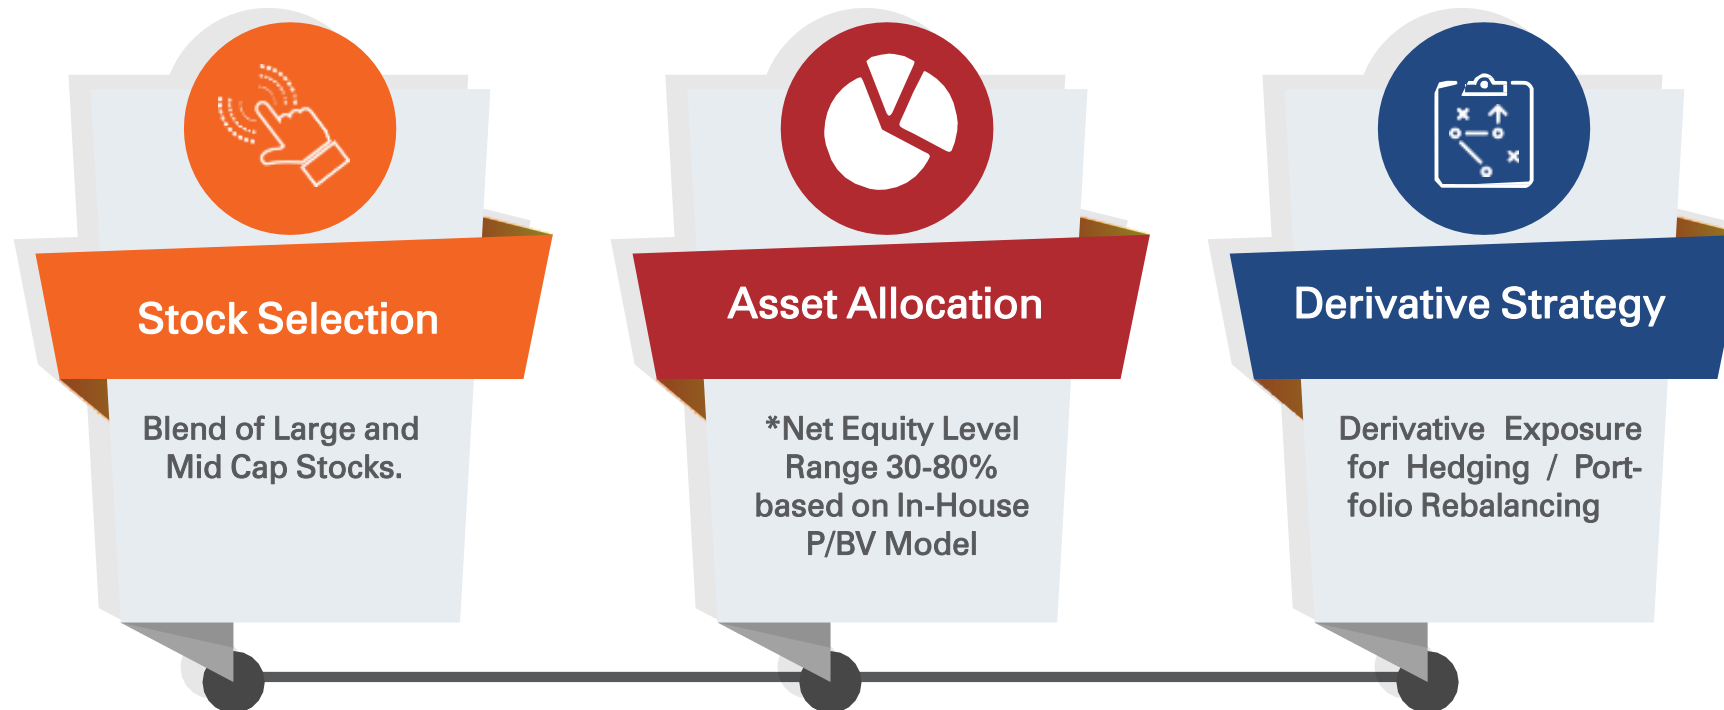 Stock Selection
Blend of Large and
Mid Cap Stocks.
Asset Allocation
*Net Equity Level
Range 30-80%
based on In-House
P/BV Model
Derivative Strategy
Derivative Exposure
for Hedging / Port-
folio Rebalancing